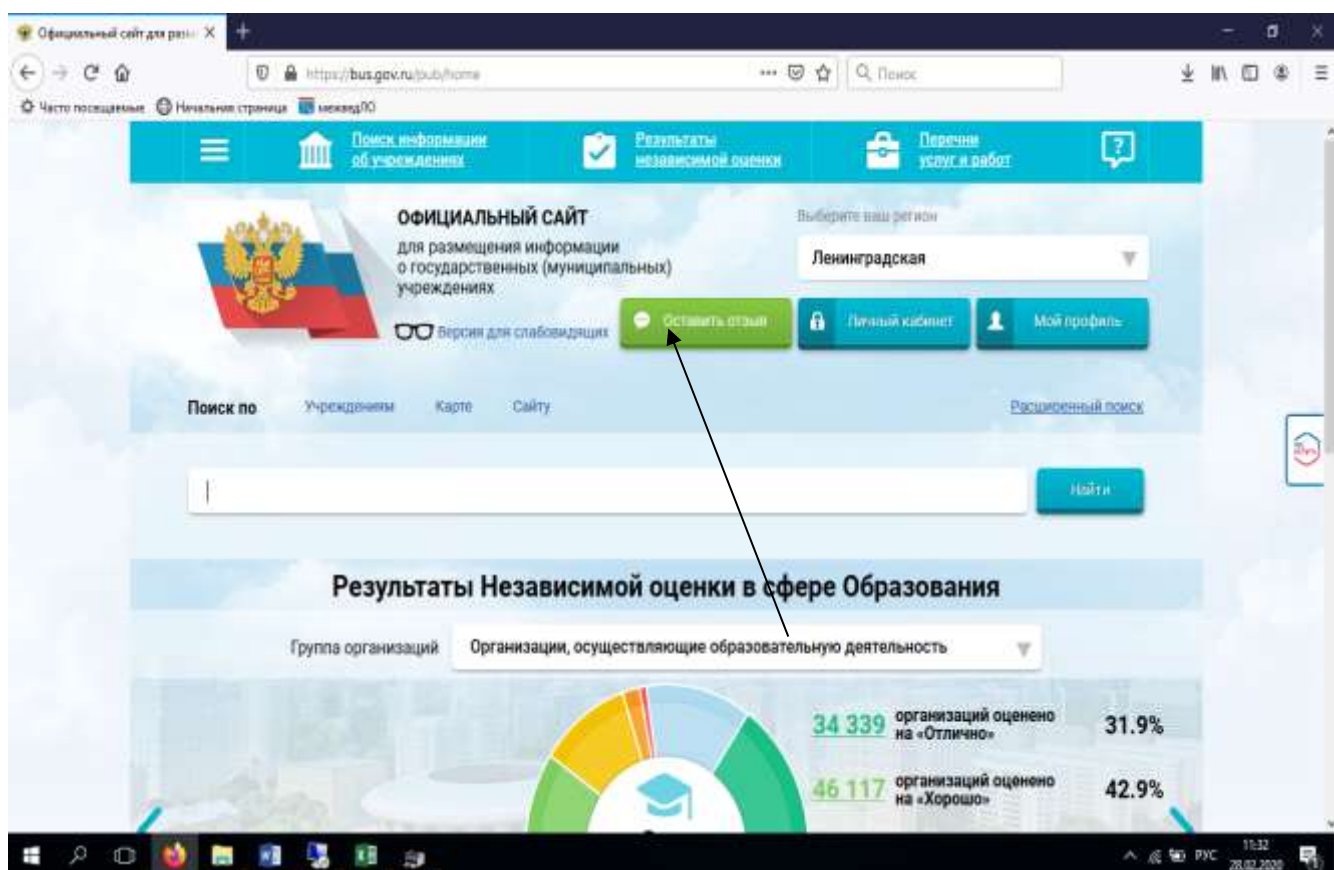 Официальный сайт для разм
https://bus.gov.ru/pub/home
Поиск
Часто посещаемые Начальная страница межведЛО
Поиск информации
об учреждениях
Результаты
независимой оценки
Перечни
услуг и работ
ОФИЦИАЛЬНЫЙ САЙТ
для размещения информации
о государственных (муниципальных)
учреждениях
Версия для слабовидящих
Выберите ваш регион
Ленинградская
Оставить отзыв
Личный кабинет
Мой профиль
Поиск по Учреждениям Карте Сайту
Расширенный поиск
Найти
Результаты Независимой оценки в сфере Образования
Группа организаций Организации, осуществляющие образовательную деятельность
34 339 организаций оценено
на «Отлично» 31.9%
46 117 организаций оценено
на «Хорошо» 42.9%
РУС
11:32
28.02.2020